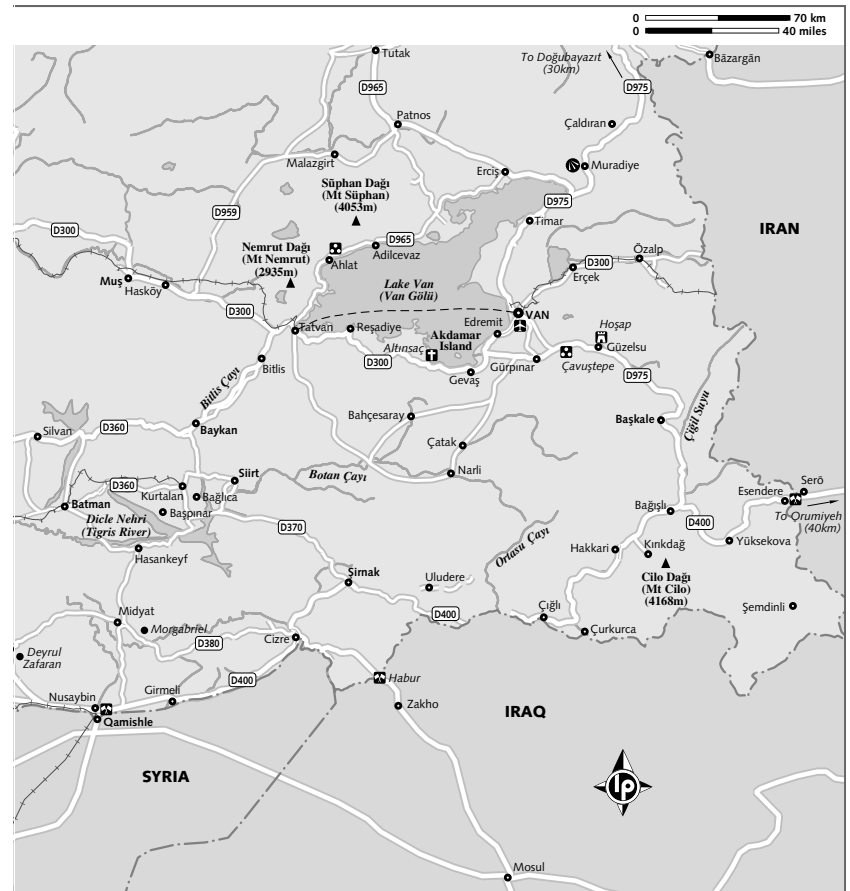 0 70 km
0 40 miles
Tutak
To Doğubayazıt
(30km)
Bäzargän
D965
D975
Patnos
Çaldıran
Malazgirt
Muradiye
Erciş
Süphan Dağı
(Mt Süphan)
(4053m)
D975
D959
Timar
IRAN
D300
D965
Nemrut Dağı
(Mt Nemrut)
(2935m)
Adilcevaz
Ahlat
Özalp
D300
Erçek
Muş
Hasköy
Lake Van
(Van Gölü)
D300
VAN
Tatvan
Reşadiye
Edremit
Hoşap
Akdamar
Island
Altınsaç
Güzelsu
D300
Gürpınar
Çavuştepe
Bitlis
Gevaş
D975
Bitlis Çayı
Çiğil Suyu
Bahçesaray
Başkale
D360
Baykan
Silvan
Çatak
Siirt
Botan Çayı
Narli
D360
Kurtalan
Bağlıca
Serö
Esendere
Batman
Başpınar
Bağışlı
To Orumiyeh
(40km)
Dicle Nehri
(Tigris River)
D370
D400
Ortasu Çayı
Yüksekova
Hasankeyf
Hakkari
Kırıkdağ
Şırnak
Uludere
Cilo Dağı
(Mt Cilo)
(4168m)
D400
Şemdinli
Midyat
Çığlı
Morgabriel
Çurkurca
Cizre
D380
Deyrul
Zafaran
D400
Habur
Nusaybin
Girmeli
Zakho
IRAQ
Qamishle
SYRIA
lp
Mosul